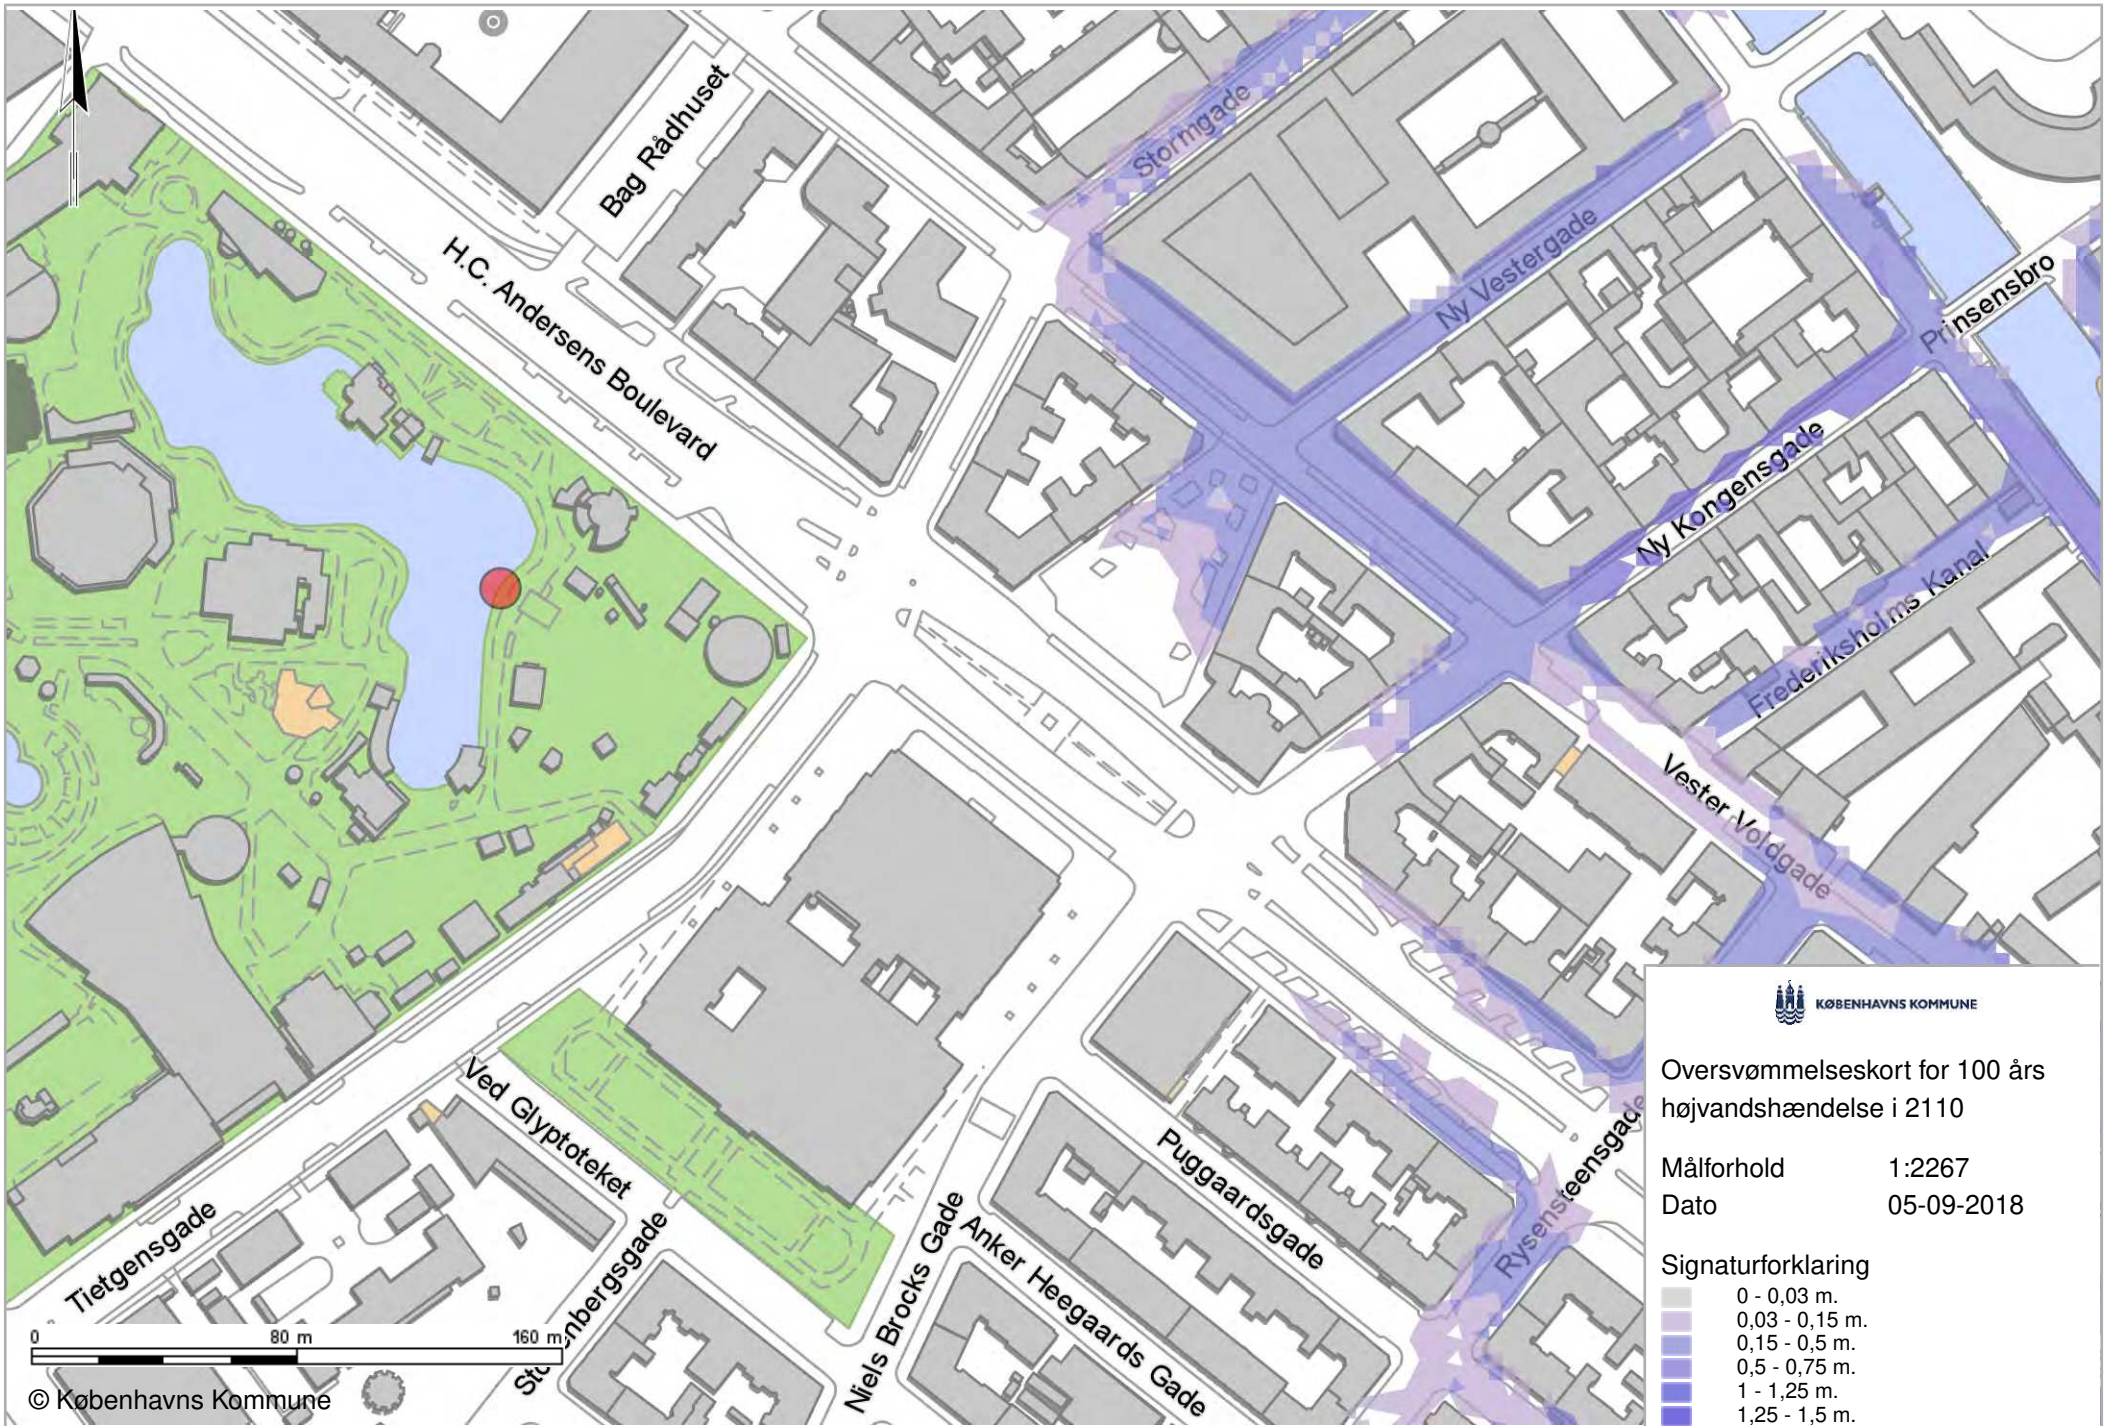 Bag Rådhuset
Stormgade
H.C. Andersens Boulevard
Ny Vestergade
Prinsensbro
Ny Kongensgade
Frederiksholms Kanal
Vester Voldgade
Ved Glyptoteket
Tietgensgade
Niels Brocks Gade
Anker Heegaards Gade
Puggaardsgade
Rysensteensgade
0 80 m 160 m
© Københavns Kommune
KØBENHAVNS KOMMUNE
Oversvømmelseskort for 100 års
højvandshændelse i 2110
Målforhold 1:2267
Dato 05-09-2018
Signaturforklaring
0 - 0,03 m.
0,03 - 0,15 m.
0,15 - 0,5 m.
0,5 - 0,75 m.
1 - 1,25 m.
1,25 - 1,5 m.